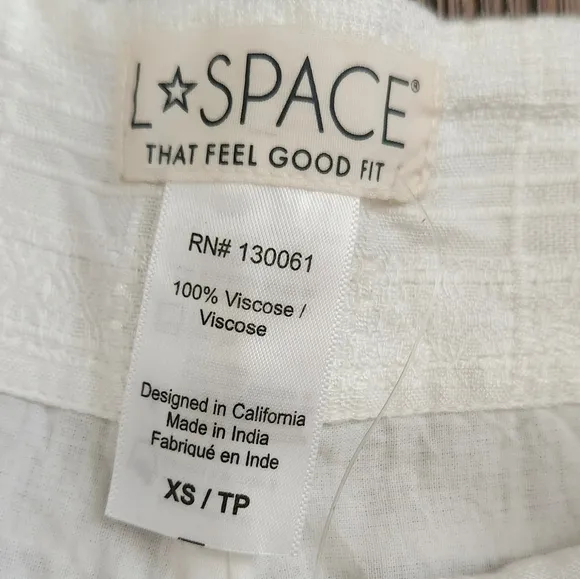 L☆SPACE®
THAT FEEL GOOD FIT
RN# 130061
100% Viscose /
Viscose
Designed in California
Made in India
Fabriqué en Inde
XS / TP